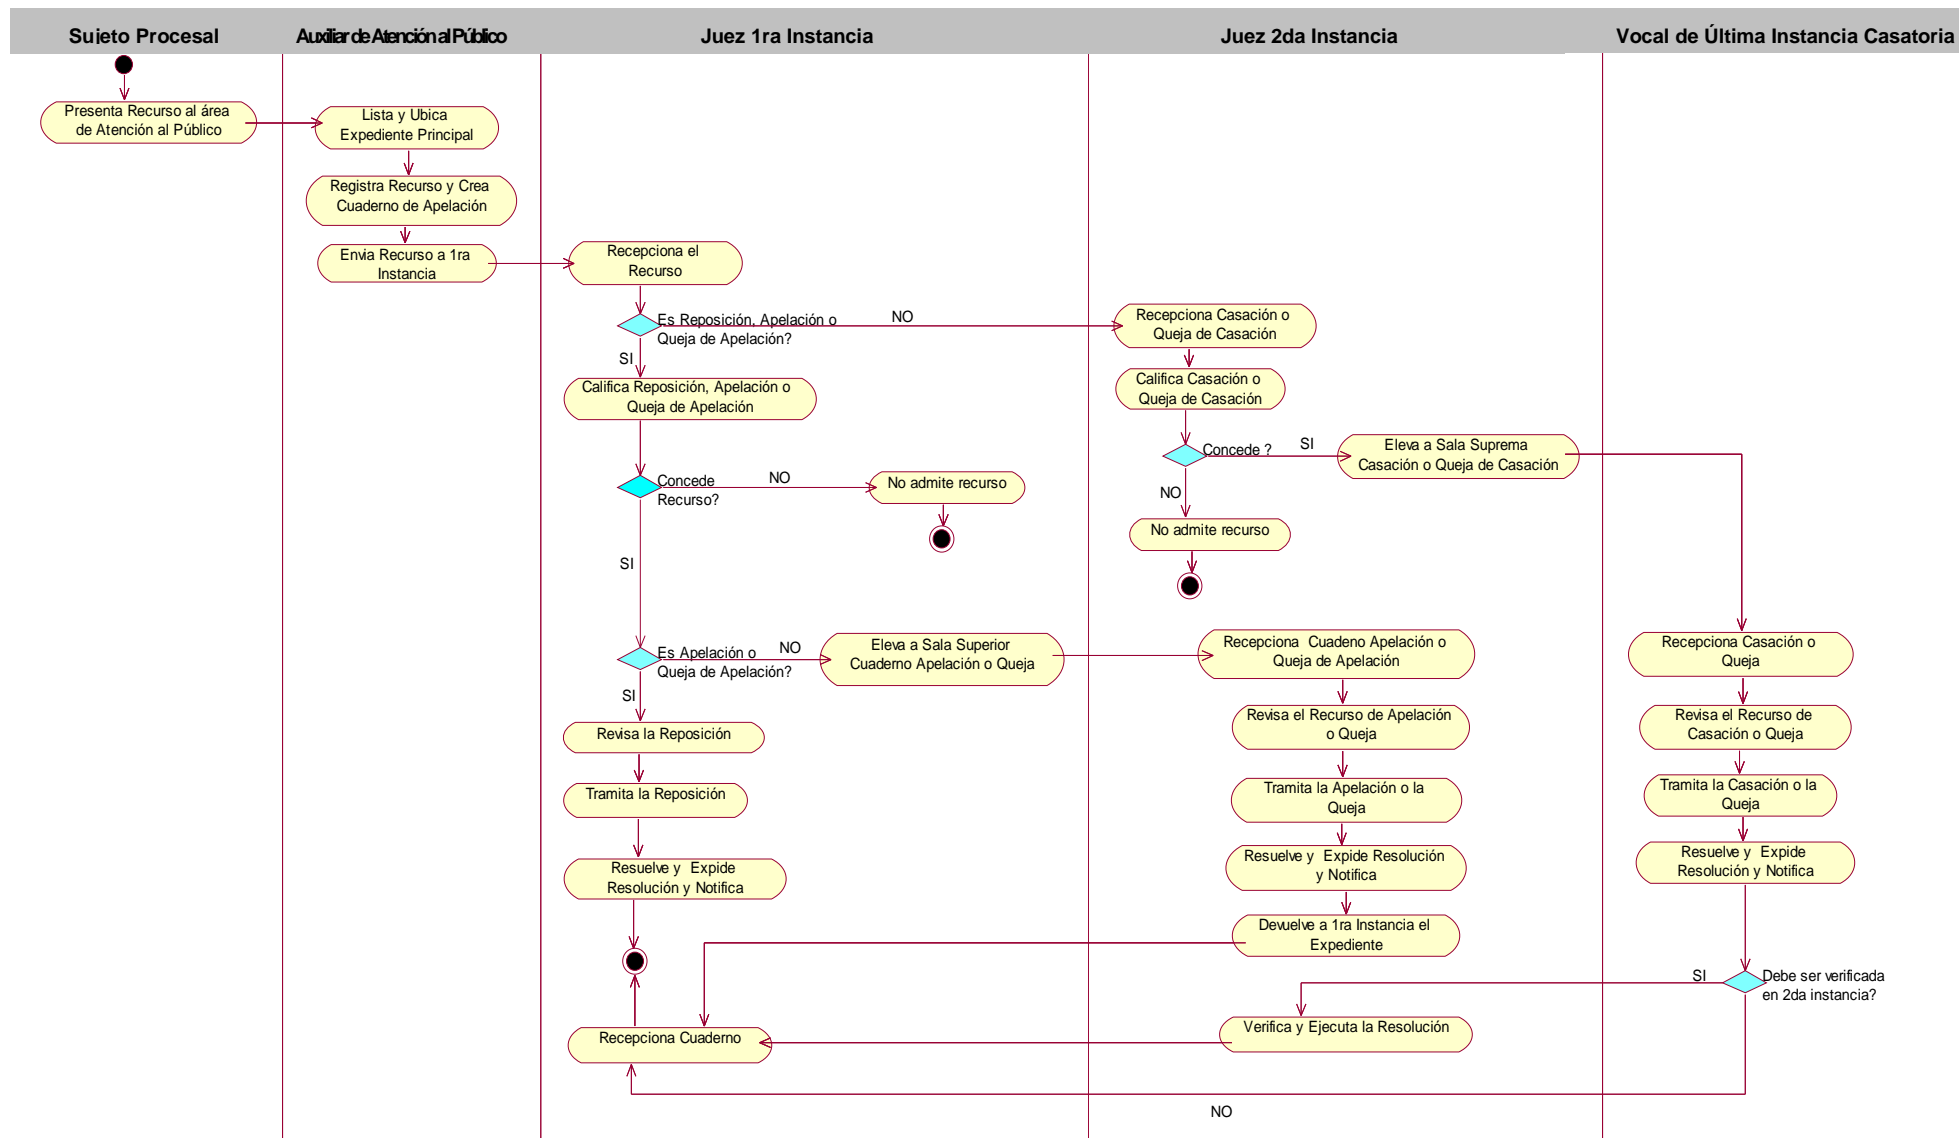 Sujeto Procesal
Auxiliar de Atención al Público
Juez 1ra Instancia
Juez 2da Instancia
Vocal de Última Instancia Casatoria
Presenta Recurso al área
de Atención al Público
Lista y Ubica
Expediente Principal
Registra Recurso y Crea
Cuaderno de Apelación
Envia Recurso a 1ra
Instancia
Recepciona el
Recurso
Es Reposición, Apelación o
Queja de Apelación?
NO
SI
Recepciona Casación o
Queja de Casación
Califica Reposición, Apelación o
Queja de Apelación
Califica Casación o
Queja de Casación
Concede ?
SI
Eleva a Sala Suprema
Casación o Queja de Casación
NO
No admite recurso
Concede
Recurso?
NO
No admite recurso
SI
Es Apelación o
Queja de Apelación?
NO
Eleva a Sala Superior
Cuaderno Apelación o Queja
Recepciona Cuadeno Apelación o
Queja de Apelación
Recepciona Casación o
Queja
SI
Revisa la Reposición
Revisa el Recurso de Apelación
o Queja
Revisa el Recurso de
Casación o Queja
Tramita la Reposición
Tramita la Apelación o la
Queja
Tramita la Casación o la
Queja
Resuelve y Expide
Resolución y Notifica
Resuelve y Expide Resolución
y Notifica
Resuelve y Expide
Resolución y Notifica
Devuelve a 1ra Instancia el
Expediente
SI
Debe ser verificada
en 2da instancia?
Recepciona Cuaderno
Verifica y Ejecuta la Resolución
NO